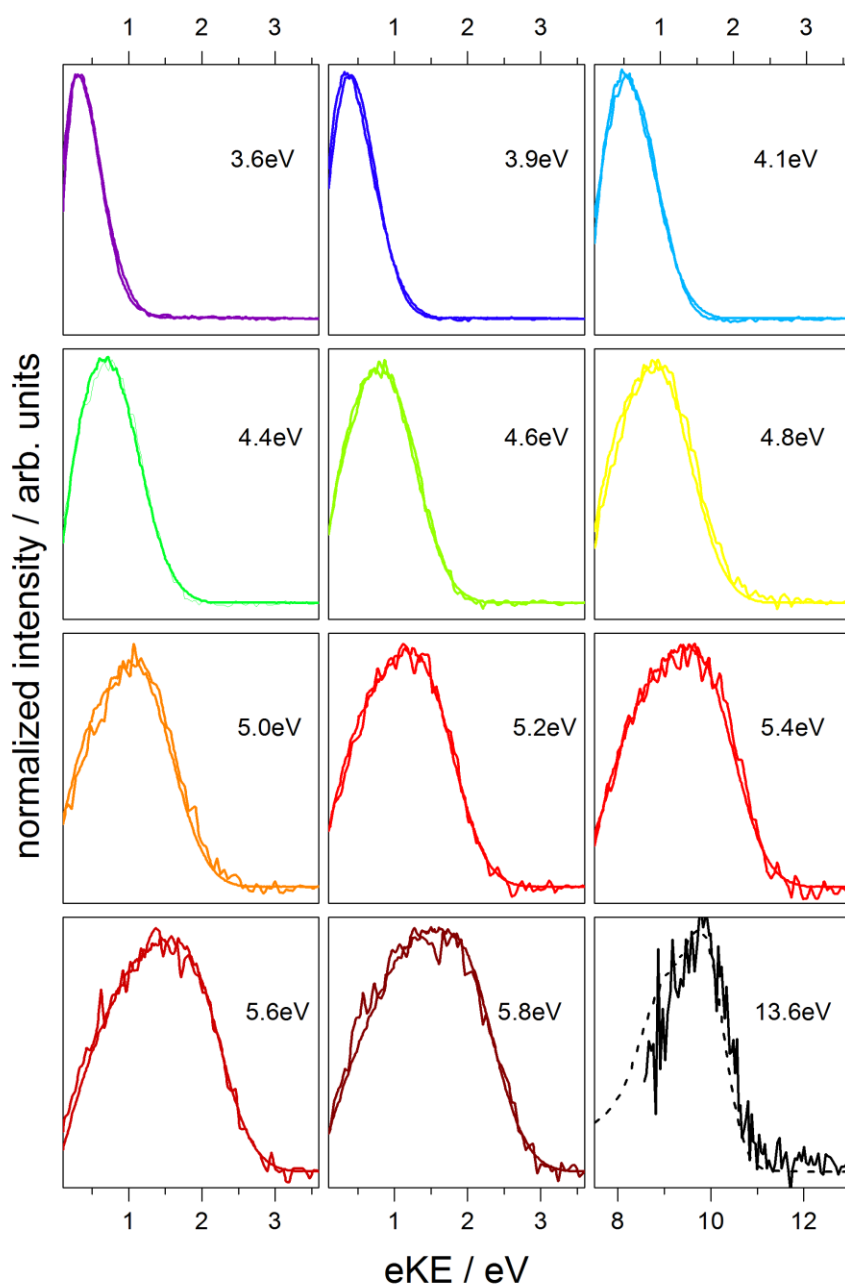 1 2 3 1 2 3 1 2 3
3.6eV 3.9eV 4.1eV
4.4eV 4.6eV 4.8eV
5.0eV 5.2eV 5.4eV
5.6eV 5.8eV 13.6eV
normalized intensity / arb. units
1 2 3 1 2 3 8 10 12
eKE / eV